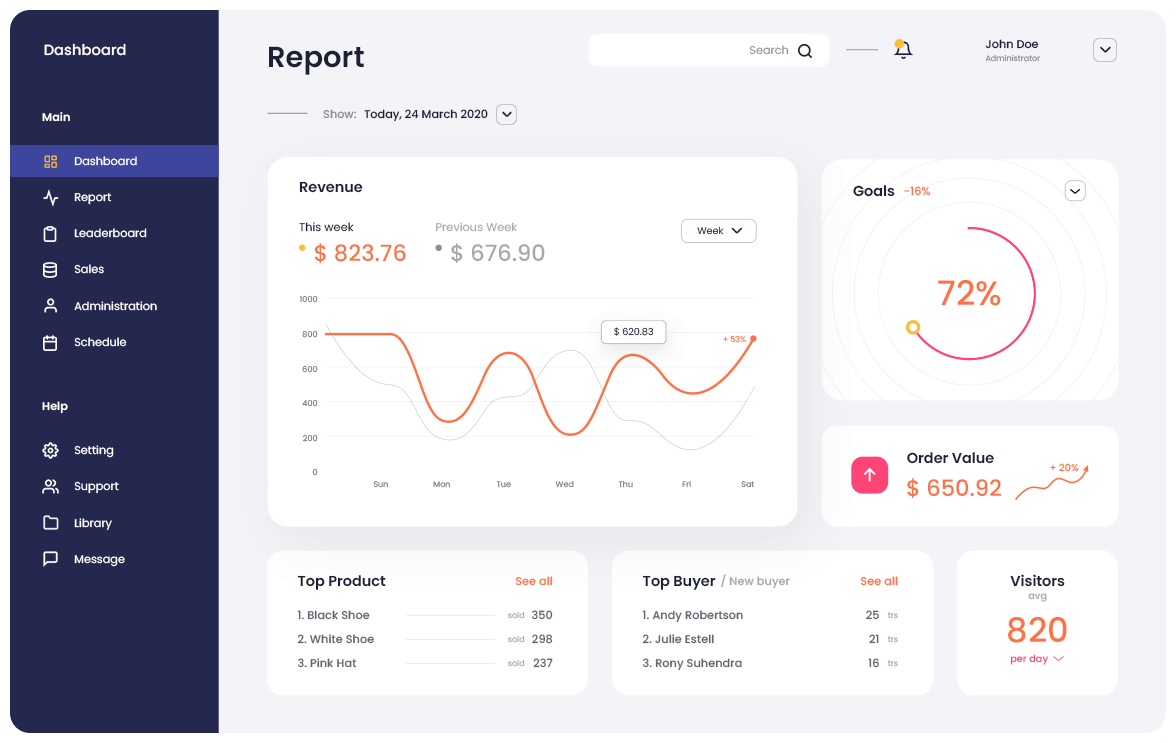 Dashboard
Main
Dashboard
Report
Leaderboard
Sales
Administration
Schedule
Help
Setting
Support
Library
Message
Report
Search
John Doe
Administrator
Show: Today, 24 March 2020
Revenue
This week
$ 823.76
Previous Week
$ 676.90
Week
1000
800
600
400
200
0
$ 620.83
+ 53%
Sun Mon Tue Wed Thu Fri Sat
Goals -16%
72%
Order Value
$ 650.92
+ 20%
Top Product See all
1. Black Shoe sold 350
2. White Shoe sold 298
3. Pink Hat sold 237
Top Buyer / New buyer See all
1. Andy Robertson 25 trs
2. Julie Estell 21 trs
3. Rony Suhendra 16 trs
Visitors
avg
820
per day